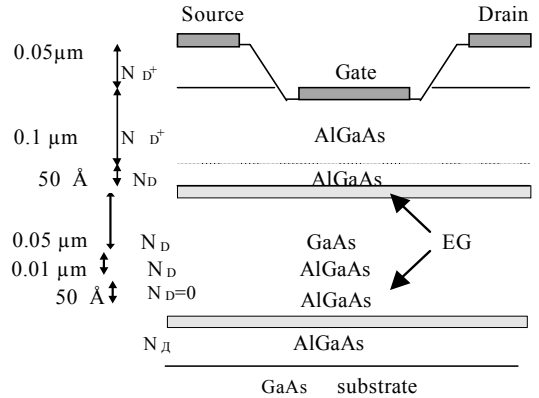 Source Drain
0.05µm
N D+ Gate
0.1 µm N D+ AlGaAs
50 Å ND AlGaAs
0.05 µm N D GaAs EG
0.01 µm N D AlGaAs
50 Å ND=0 AlGaAs
N Д AlGaAs
GaAs substrate